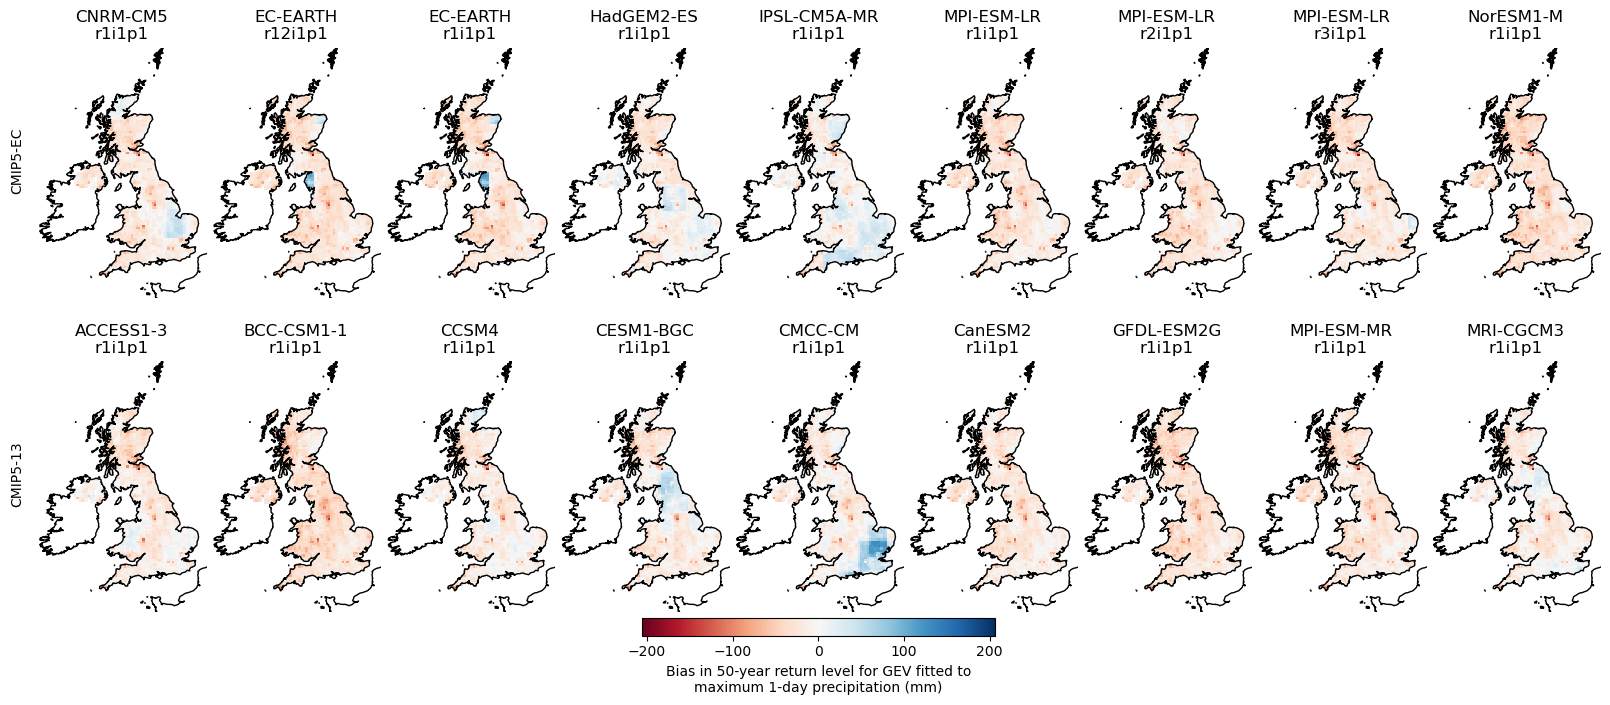 CNRM-CM5 EC-EARTH EC-EARTH HadGEM2-ES IPSL-CM5A-MR MPI-ESM-LR MPI-ESM-LR MPI-ESM-LR NorESM1-M
r1i1p1 r12i1p1 r1i1p1 r1i1p1 r1i1p1 r1i1p1 r2i1p1 r3i1p1 r1i1p1
CMIP5-EC
ACCESS1-3 BCC-CSM1-1 CCSM4 CESM1-BGC CMCC-CM CanESM2 GFDL-ESM2G MPI-ESM-MR MRI-CGCM3
r1i1p1 r1i1p1 r1i1p1 r1i1p1 r1i1p1 r1i1p1 r1i1p1 r1i1p1 r1i1p1
CMIP5-13
−200 −100 0 100 200
Bias in 50-year return level for GEV fitted to
maximum 1-day precipitation (mm)